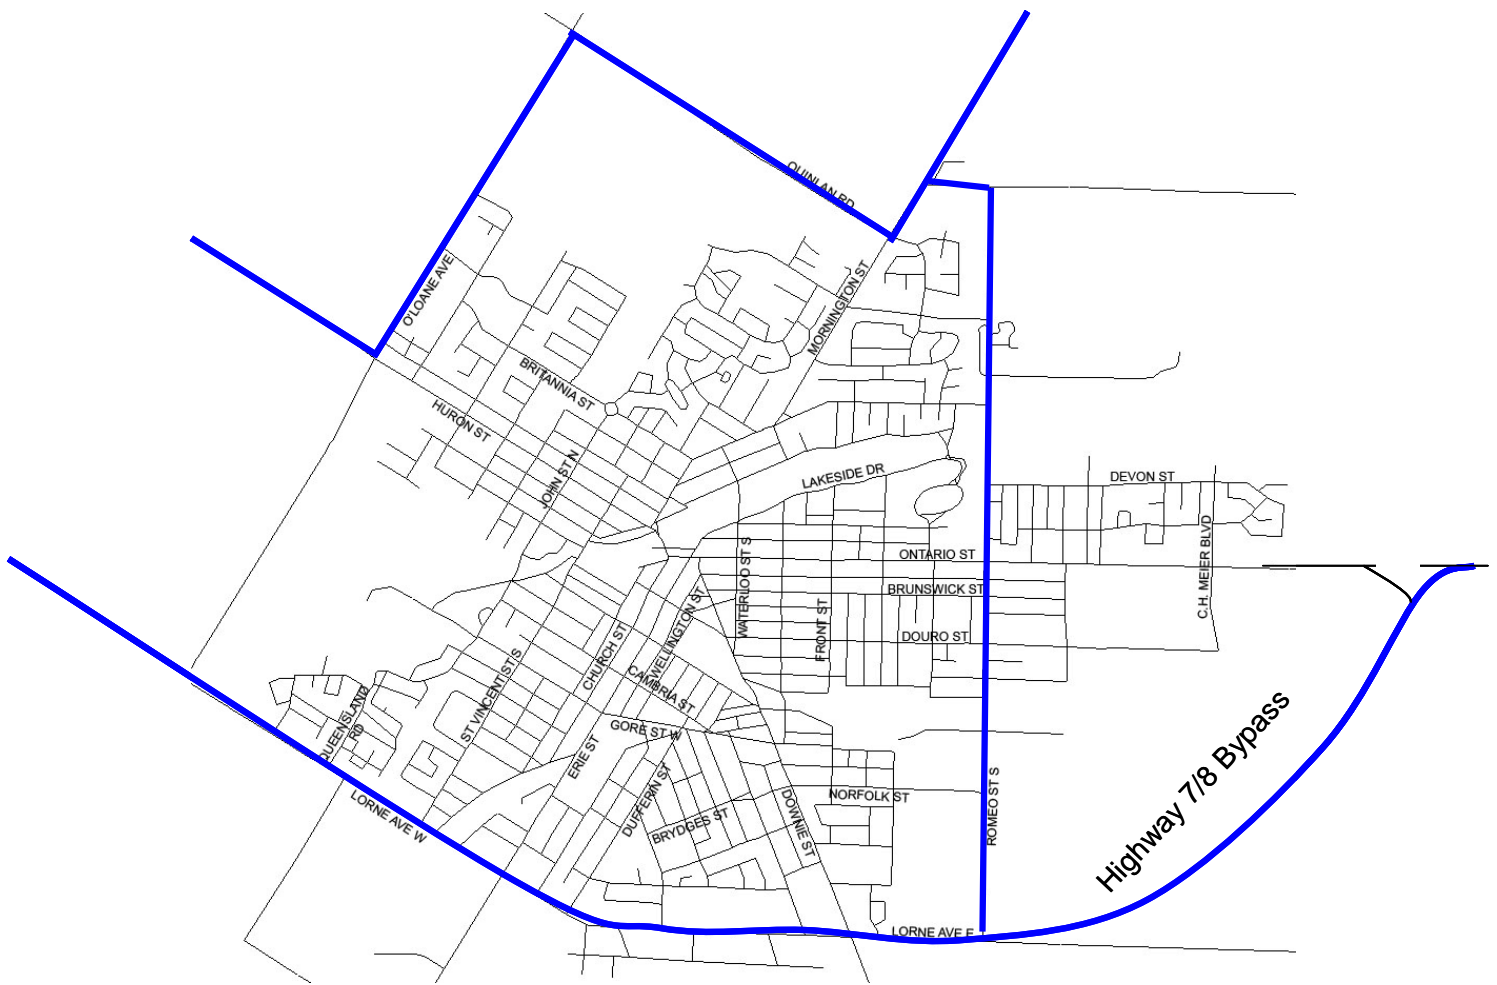 QUINLAN RD
O'LOANE AVE
MORNINGTON ST
BRITANNIA ST
HURON ST
JOHN ST N
LAKESIDE DR
DEVON ST
ONTARIO ST
WATERLOO ST S
BRUNSWICK ST
C.H. MEIER BLVD
FRONT ST
DOURO ST
WELLINGTON ST
CHURCH ST
CAMBRIA ST
ST VINCENT ST S
QUEENSLAND
RD
GORE ST W
ERIE ST
Highway 7/8 Bypass
DUFFERIN ST
NORFOLK ST
ROMEO ST S
LORNE AVE W
BRYDGES ST
DOWNIE ST
LORNE AVE E